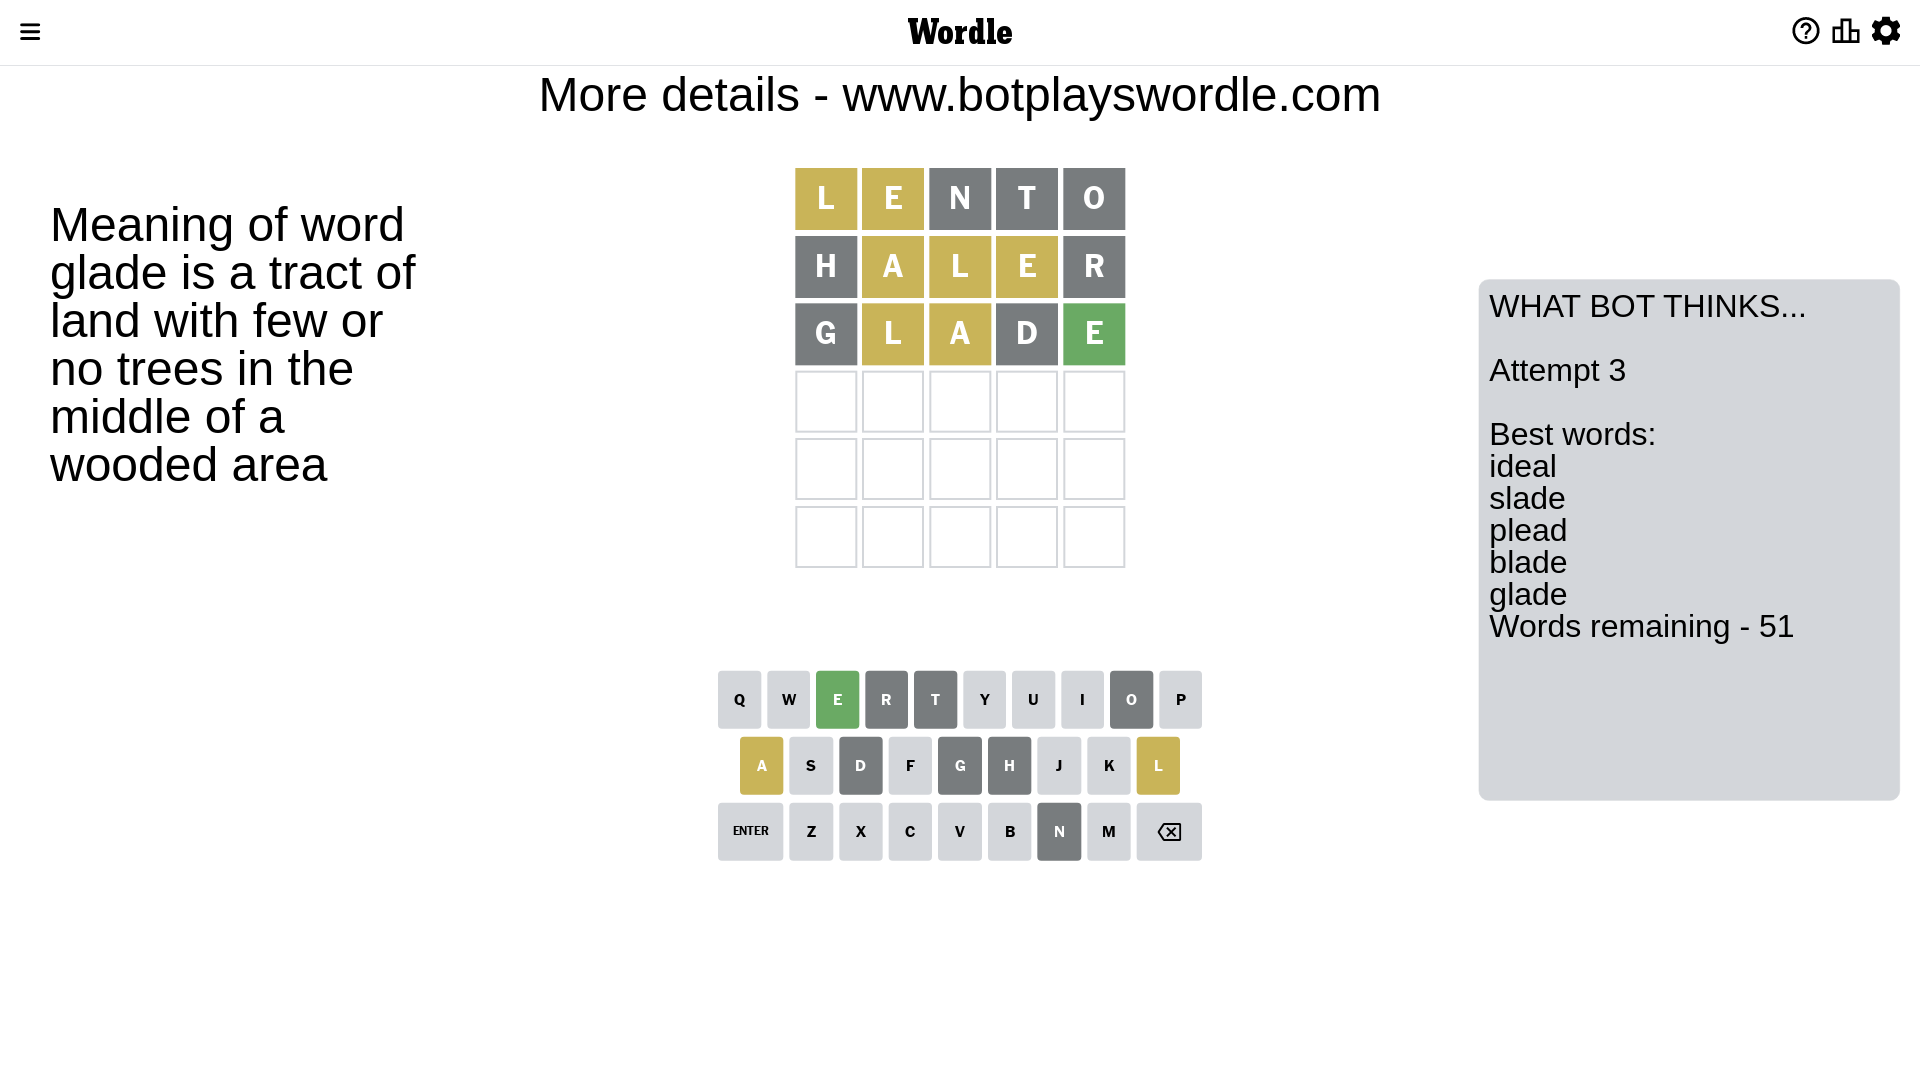 Wordle
More details - www.botplayswordle.com
Meaning of word
glade is a tract of
land with few or
no trees in the
middle of a
wooded area
L E N T O
H A L E R
G L A D E
WHAT BOT THINKS...
Attempt 3
Best words:
ideal
slade
plead
blade
glade
Words remaining - 51
Q W E R T Y U I O P
A S D F G H J K L
ENTER Z X C V B N M